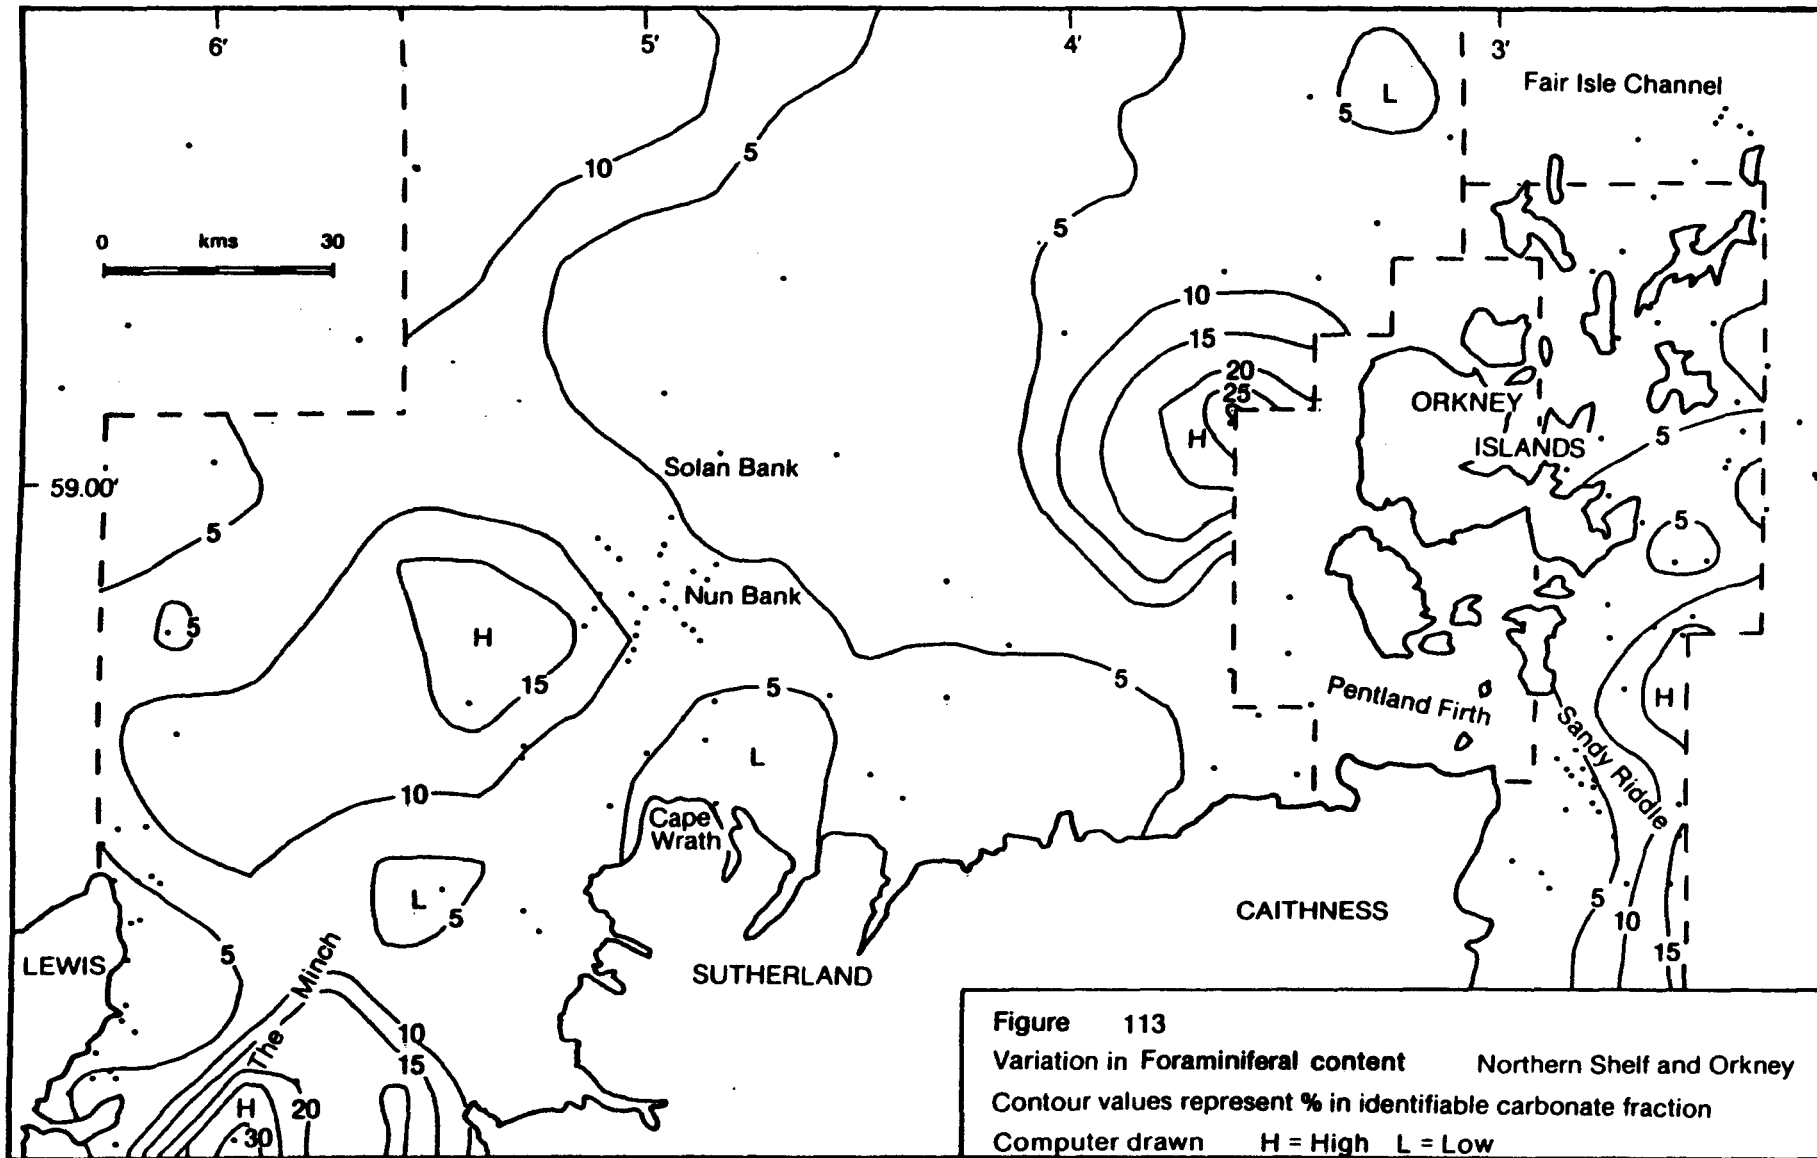 6' 5' 4' 3'
Fair Isle Channel
L
5
10
5
5
0 kms 30
10
15
20
25
H
ORKNEY
ISLANDS
5
Solan Bank
59.00'
5
5
Nun Bank
5
H
15
5
5
L
Pentland Firth
H
Sandy Riddle
10
Cape
Wrath
L
5
CAITHNESS
5
10
15
LEWIS
5
The Minch
SUTHERLAND
10
15
H
20
30
Figure 113
Variation in Foraminiferal content Northern Shelf and Orkney
Contour values represent % in identifiable carbonate fraction
Computer drawn H = High L = Low